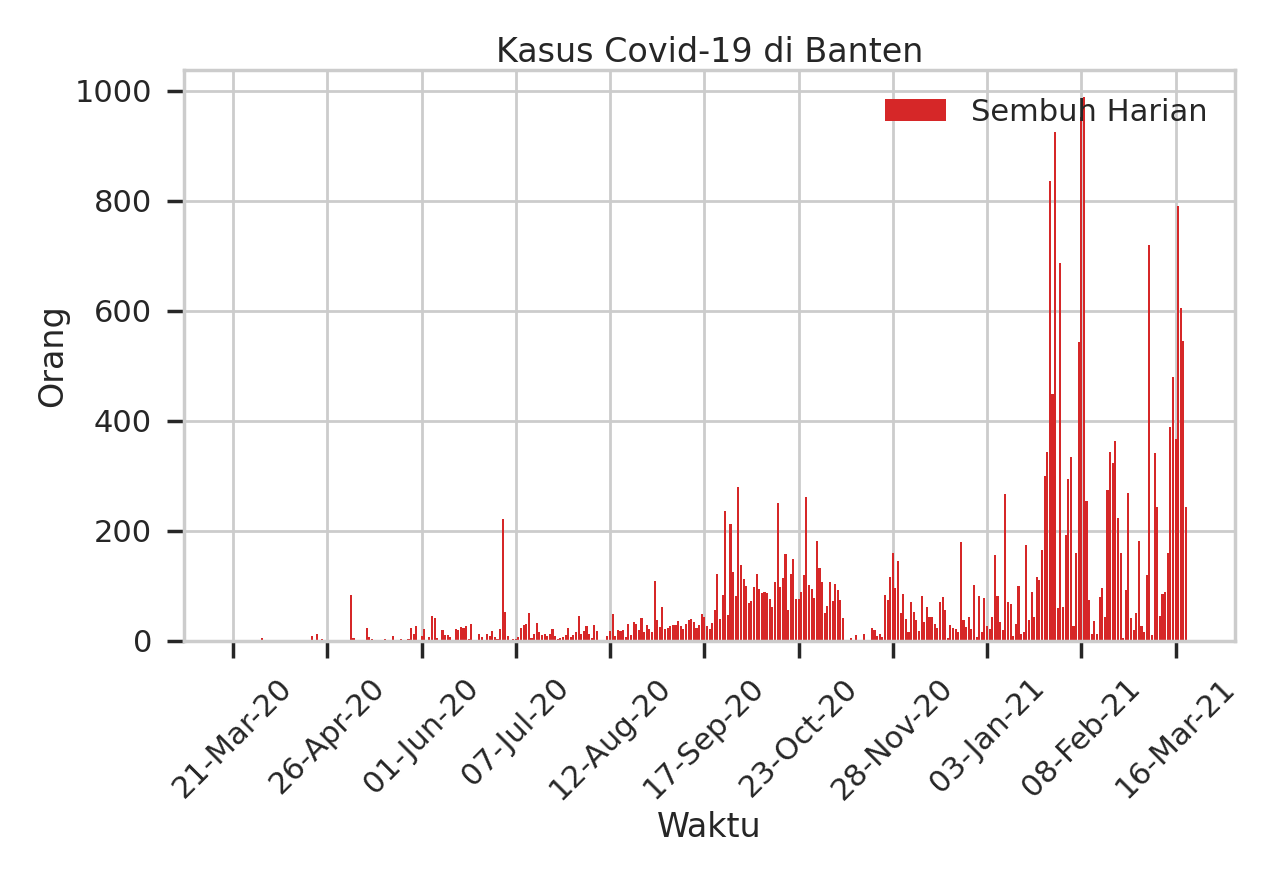 Kasus Covid-19 di Banten
Sembuh Harian
Orang
1000
800
600
400
200
0
21-Mar-20
26-Apr-20
01-Jun-20
07-Jul-20
12-Aug-20
17-Sep-20
23-Oct-20
28-Nov-20
03-Jan-21
08-Feb-21
16-Mar-21
Waktu